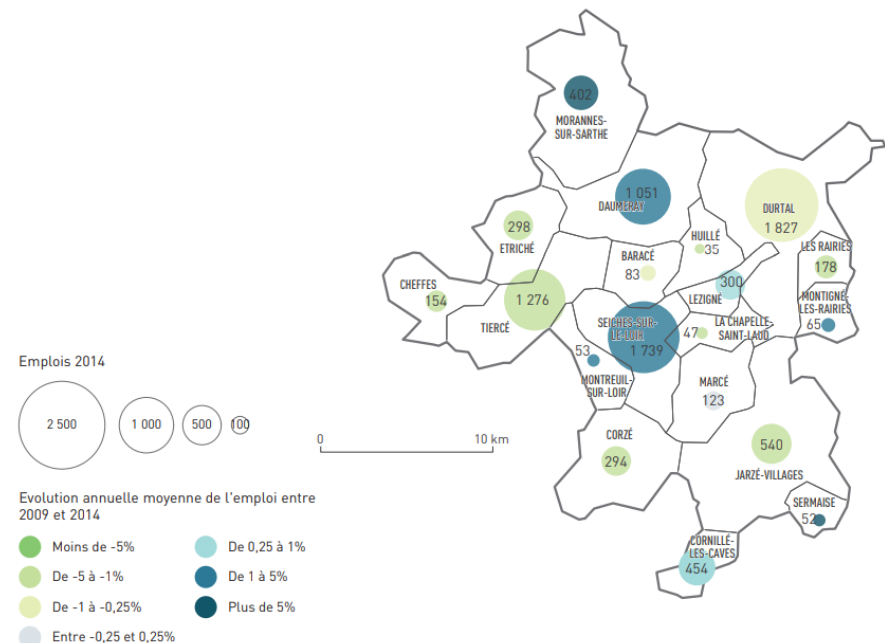 402
MORANNES-
SUR-SARTHE
1 051
DAUMERAY
DURTAL
1 827
298
ETRICHÉ
HUILLÉ
35
LES RAIRIES
178
BARACÉ
83
CHEFFES
154
1 276
TIERCÉ
300
LEZIGNÉ
MONTIGNÉ-
LES-RAIRIES
65
SEICHES-SUR-
LE-LOIR
1 739
47
LA CHAPELLE-
SAINT-LAUD
53
MONTREUIL-
SUR-LOIR
MARCÉ
123
CORZÉ
294
540
JARZÉ-VILLAGES
SERMAISE
52
CORNILLÉ-
LES-CAVES
454
Emplois 2014
2 500
1 000
500
100
0
10 km
Evolution annuelle moyenne de l'emploi entre
2009 et 2014
Moins de -5%
De -5 à -1%
De -1 à -0,25%
Entre -0,25 et 0,25%
De 0,25 à 1%
De 1 à 5%
Plus de 5%